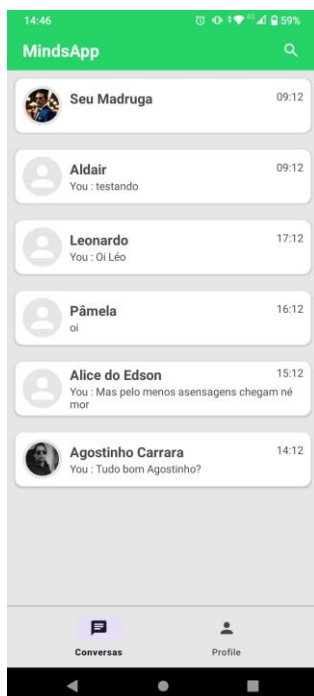 14:46 59%
MindsApp
Seu Madruga 09:12
Aldair 09:12
You : testando
Leonardo 17:12
You : Oi Léo
Pâmela 16:12
oi
Alice do Edson 15:12
You : Mas pelo menos asensagens chegam né
mor
Agostinho Carrara 14:12
You : Tudo bom Agostinho?
Conversas Profile